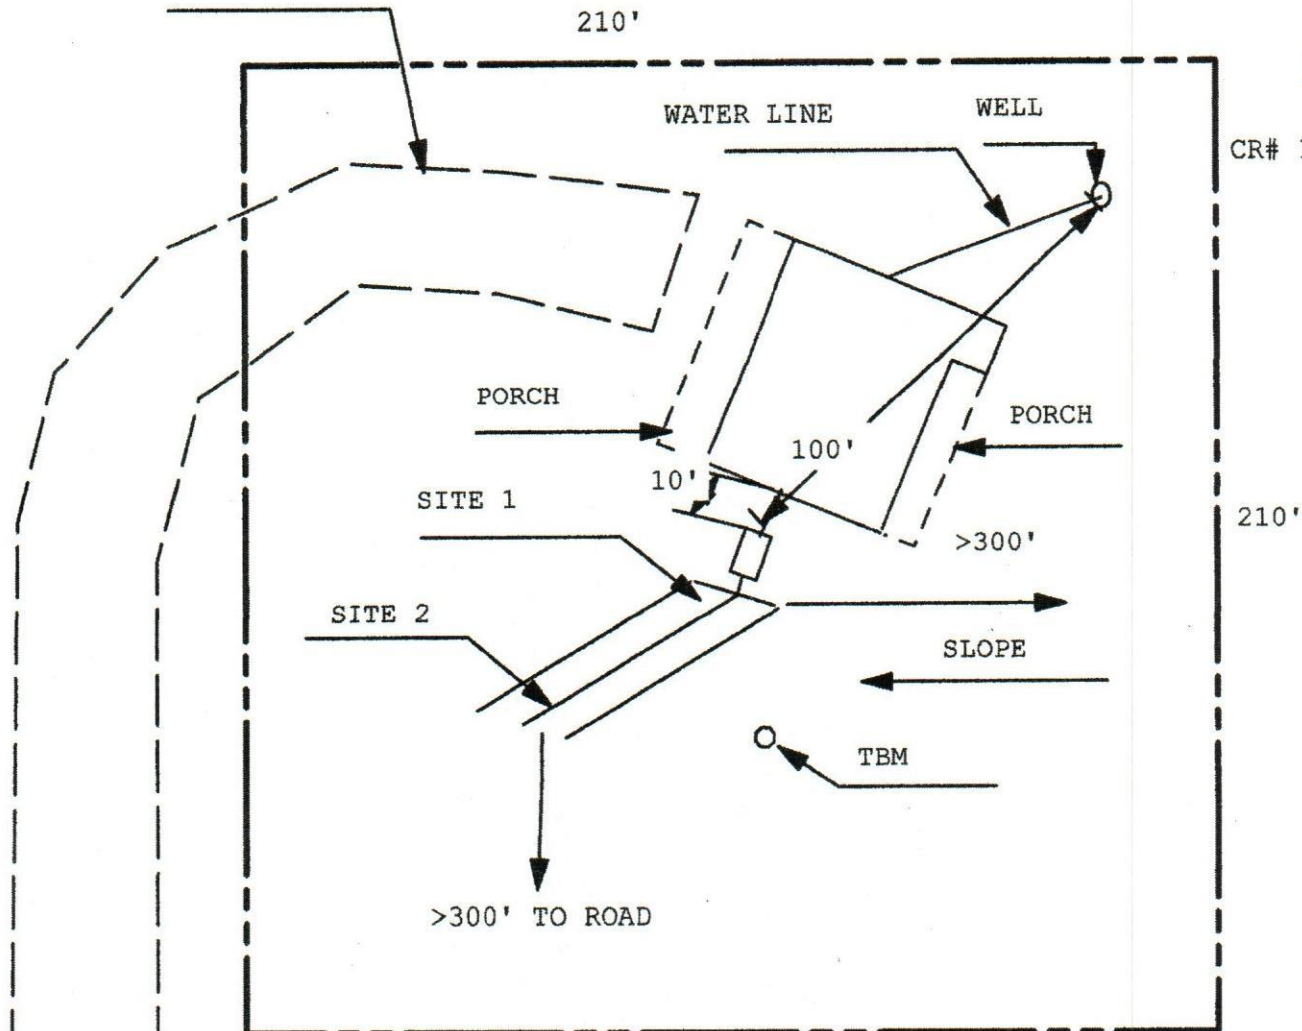 210'
WATER LINE
WELL
CR#
PORCH
PORCH
100'
10'
SITE 1
210'
>300'
SITE 2
SLOPE
TBM
>300' TO ROAD